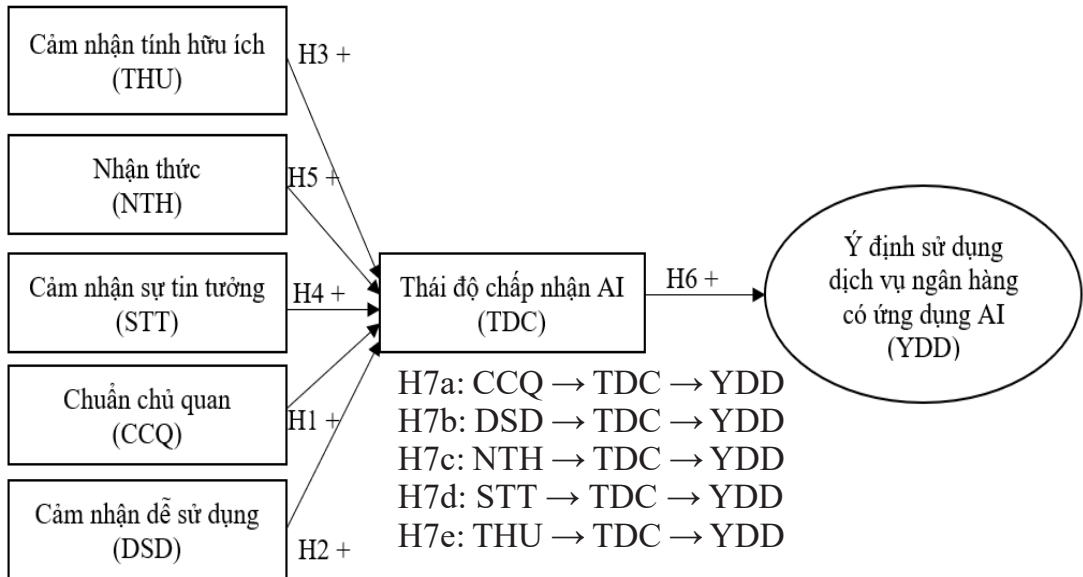 Cảm nhận tính hữu ích
(THU)
H3 +
Nhận thức
(NTH)
H5 +
Cảm nhận sự tin tưởng
(STT)
H4 +
Chuẩn chủ quan
(CCQ)
H1 +
Cảm nhận dễ sử dụng
(DSD)
H2 +
Thái độ chấp nhận AI
(TDC)
H6 +
Ý định sử dụng
dịch vụ ngân hàng
có ứng dụng AI
(YDD)
H7a: CCQ → TDC → YDD
H7b: DSD → TDC → YDD
H7c: NTH → TDC → YDD
H7d: STT → TDC → YDD
H7e: THU → TDC → YDD